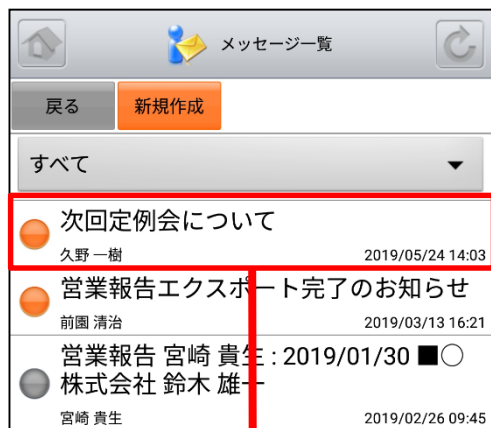 メッセージ一覧
戻る
新規作成
すべて
次回定例会について
久野 一樹
2019/05/24 14:03
営業報告エクスポート完了のお知らせ
前園 清治
2019/03/13 16:21
営業報告 宮崎 貴生 : 2019/01/30 ■○
株式会社 鈴木 雄一
宮崎 貴生
2019/02/26 09:45